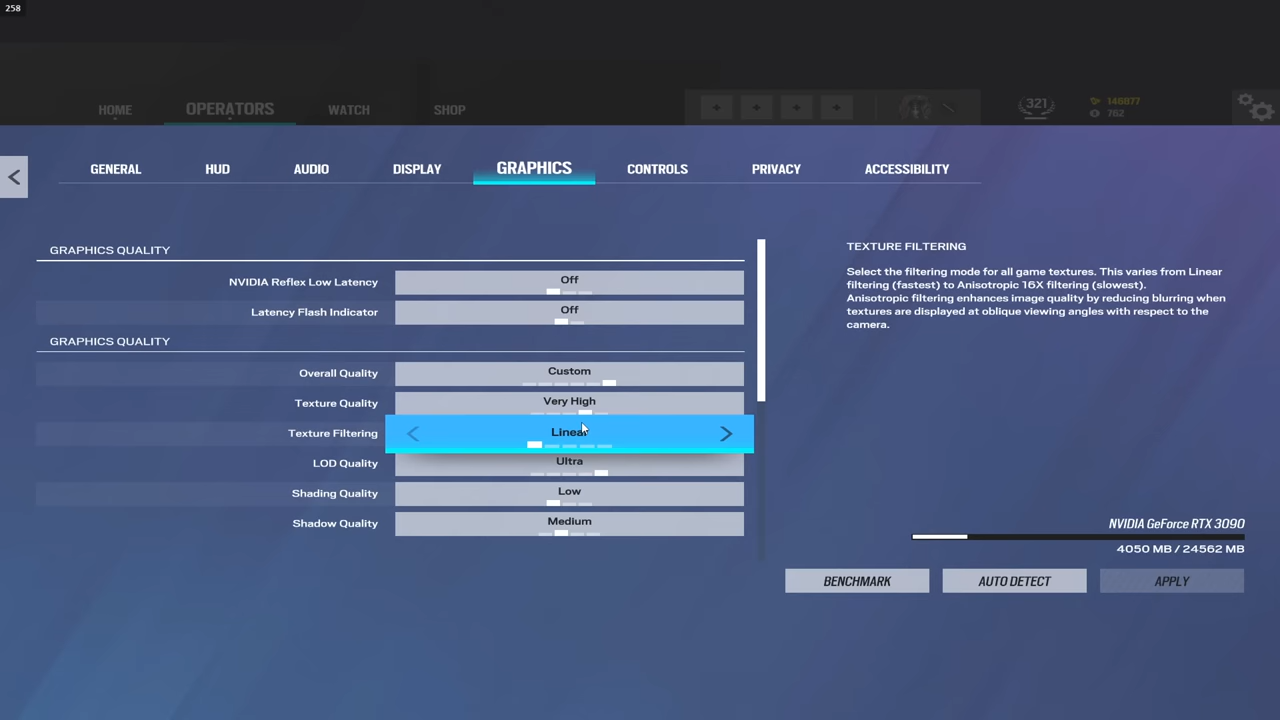 258
HOME OPERATORS WATCH SHOP
321 146877
762
GENERAL HUD AUDIO DISPLAY GRAPHICS CONTROLS PRIVACY ACCESSIBILITY
GRAPHICS QUALITY
NVIDIA Reflex Low Latency Off
Latency Flash Indicator Off
GRAPHICS QUALITY
Overall Quality Custom
Texture Quality Very High
Texture Filtering Linear
LOD Quality Ultra
Shading Quality Low
Shadow Quality Medium
TEXTURE FILTERING
Select the filtering mode for all game textures. This varies from Linear
filtering (fastest) to Anisotropic 16X filtering (slowest).
Anisotropic filtering enhances image quality by reducing blurring when
textures are displayed at oblique viewing angles with respect to the
camera.
NVIDIA GeForce RTX 3090
4050 MB / 24562 MB
BENCHMARK AUTO DETECT APPLY